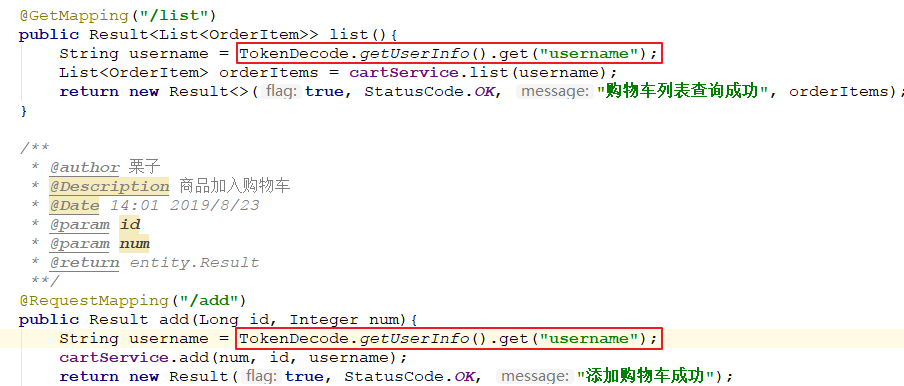 @GetMapping("/list")
public Result<List<OrderItem>> list(){
String username = TokenDecode.getUserInfo().get("username");
List<OrderItem> orderItems = cartService.list(username);
return new Result<>( flag: true, StatusCode.OK, message: "购物车列表查询成功", orderItems);
}
/**
* @author 栗子
* @Description 商品加入购物车
* @Date 14:01 2019/8/23
* @param id
* @param num
* @return entity.Result
**/
@RequestMapping("/add")
public Result add(Long id, Integer num){
String username = TokenDecode.getUserInfo().get("username");
cartService.add(num, id, username);
return new Result( flag: true, StatusCode.OK, message: "添加购物车成功");